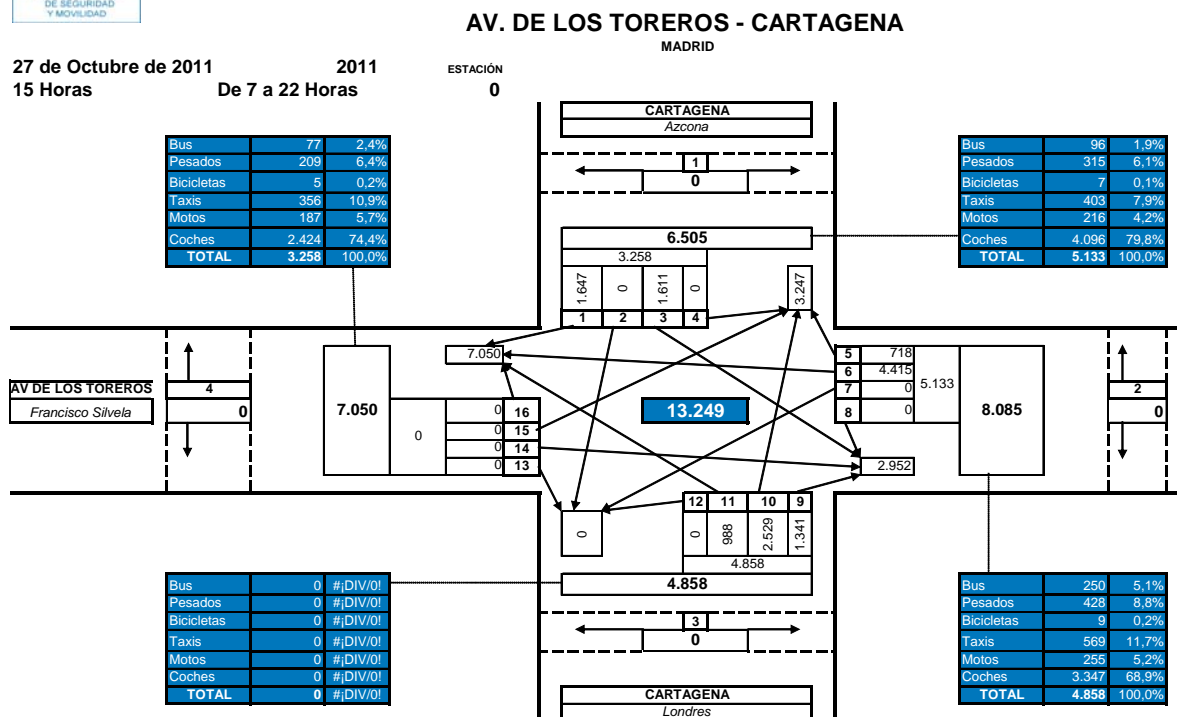 DE SEGURIDAD
Y MOVILIDAD
AV. DE LOS TOREROS - CARTAGENA
MADRID
27 de Octubre de 2011 2011 ESTACIÓN
15 Horas De 7 a 22 Horas 0
CARTAGENA
Azcona
1
0
Bus 77 2,4%
Pesados 209 6,4%
Bicicletas 5 0,2%
Taxis 356 10,9%
Motos 187 5,7%
Coches 2.424 74,4%
TOTAL 3.258 100,0%
Bus 96 1,9%
Pesados 315 6,1%
Bicicletas 7 0,1%
Taxis 403 7,9%
Motos 216 4,2%
Coches 4.096 79,8%
TOTAL 5.133 100,0%
6.505
3.258
1.647 0 1.611 0 3.247
1 2 3 4
7.050
5 718
6 4.415
7 0
8 0
5.133
8.085
AV DE LOS TOREROS 4
Francisco Silvela 0
7.050
0
0 16
0 15
0 14
0 13
13.249
2
0
2.952
12 11 10 9
0 0 988 2.529 1.341
4.858
4.858
3
0
Bus 0 #¡DIV/0!
Pesados 0 #¡DIV/0!
Bicicletas 0 #¡DIV/0!
Taxis 0 #¡DIV/0!
Motos 0 #¡DIV/0!
Coches 0 #¡DIV/0!
TOTAL 0 #¡DIV/0!
Bus 250 5,1%
Pesados 428 8,8%
Bicicletas 9 0,2%
Taxis 569 11,7%
Motos 255 5,2%
Coches 3.347 68,9%
TOTAL 4.858 100,0%
CARTAGENA
Londres